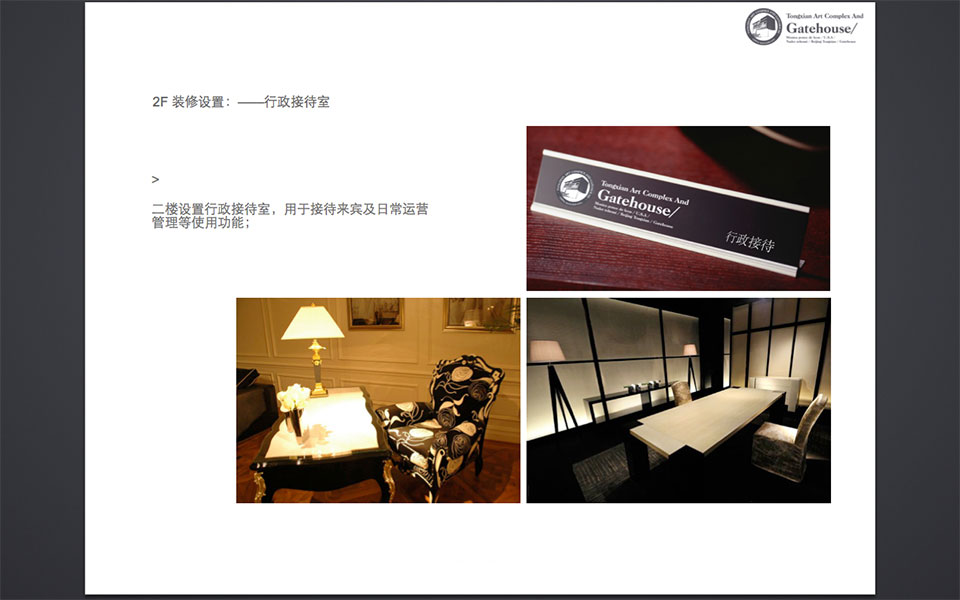 Tongxian Art Complex And
Gatehouse/
2F 装修设置：——行政接待室
>
二楼设置行政接待室，用于接待来宾及日常运营
管理等使用功能；
Tongxian Art Complex And
Gatehouse/
行政接待